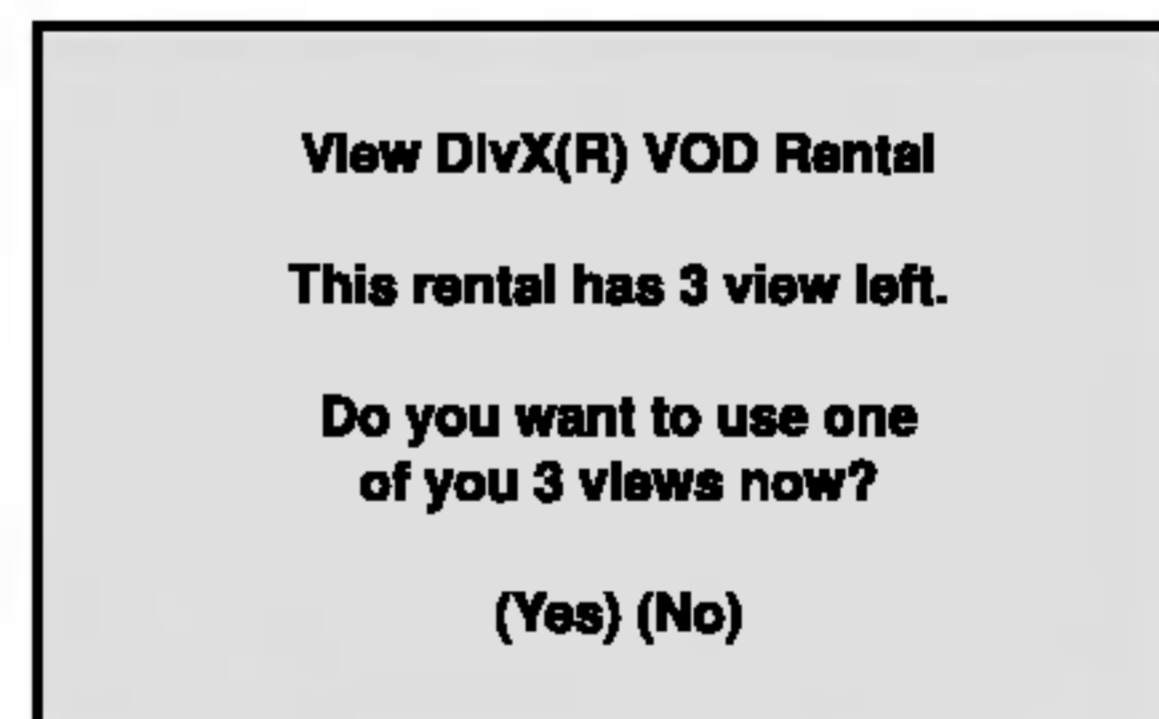 View DivX(R) VOD Rental
This rental has 3 view left.
Do you want to use one
of you 3 views now?
(Yes) (No)